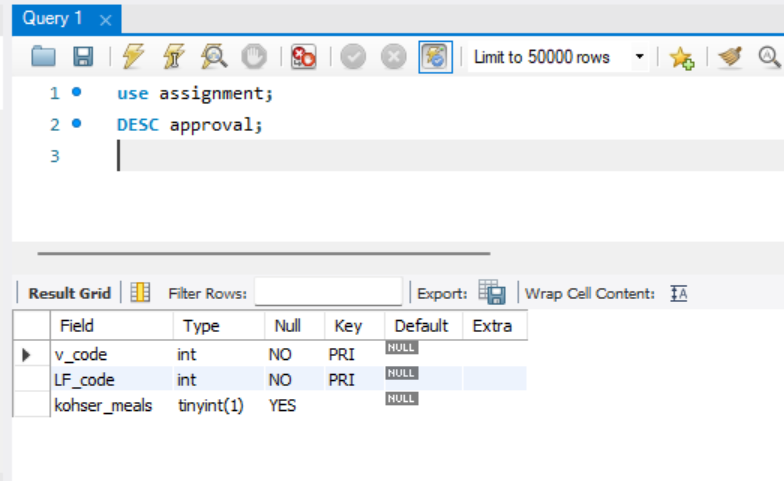 Query 1
Limit to 50000 rows
1 use assignment;
2 DESC approval;
3
Result Grid Filter Rows: Export: Wrap Cell Content:
Field Type Null Key Default Extra
v_code int NO PRI NULL
LF_code int NO PRI NULL
kohser_meals tinyint(1) YES NULL